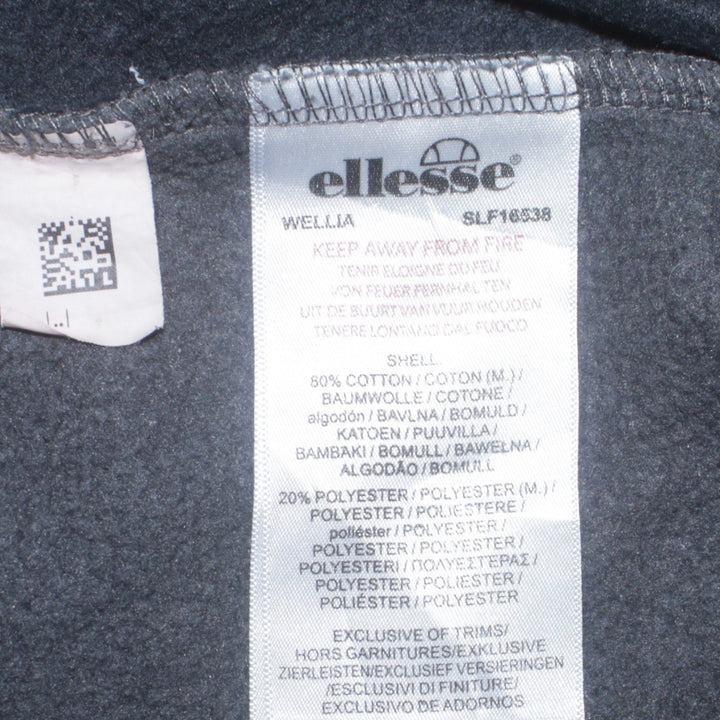 ellesse®
WELLIA SLF16538
KEEP AWAY FROM FIRE
TENIR ELOIGNE DU FEU
VON FEUER FERNHALTEN
UIT DE BUURT VAN VUUR HOUDEN
TENERE LONTANO DAL FUOCO
SHELL:
80% COTTON / COTON (M.) /
BAUMWOLLE / COTONE /
algodón / BAVLNA / BOMULD /
KATOEN / PUUVILLA /
BAMBAKI / BOMULL / BAWEŁNA /
ALGODÃO / BOMULL
20% POLYESTER / POLYESTER (M.) /
POLYESTER / POLIESTERE /
poliéster / POLYESTER /
POLYESTER / POLYESTER /
POLYESTERI / ΠΟΛΥΕΣΤΕΡΑΣ /
POLYESTER / POLIESTER /
POLIÉSTER / POLYESTER
EXCLUSIVE OF TRIMS/
HORS GARNITURES/EXKLUSIVE
ZIERLEISTEN/EXCLUSIEF VERSIERINGEN
/ESCLUSIVI DI FINITURE/
EXCLUSIVO DE ADORNOS